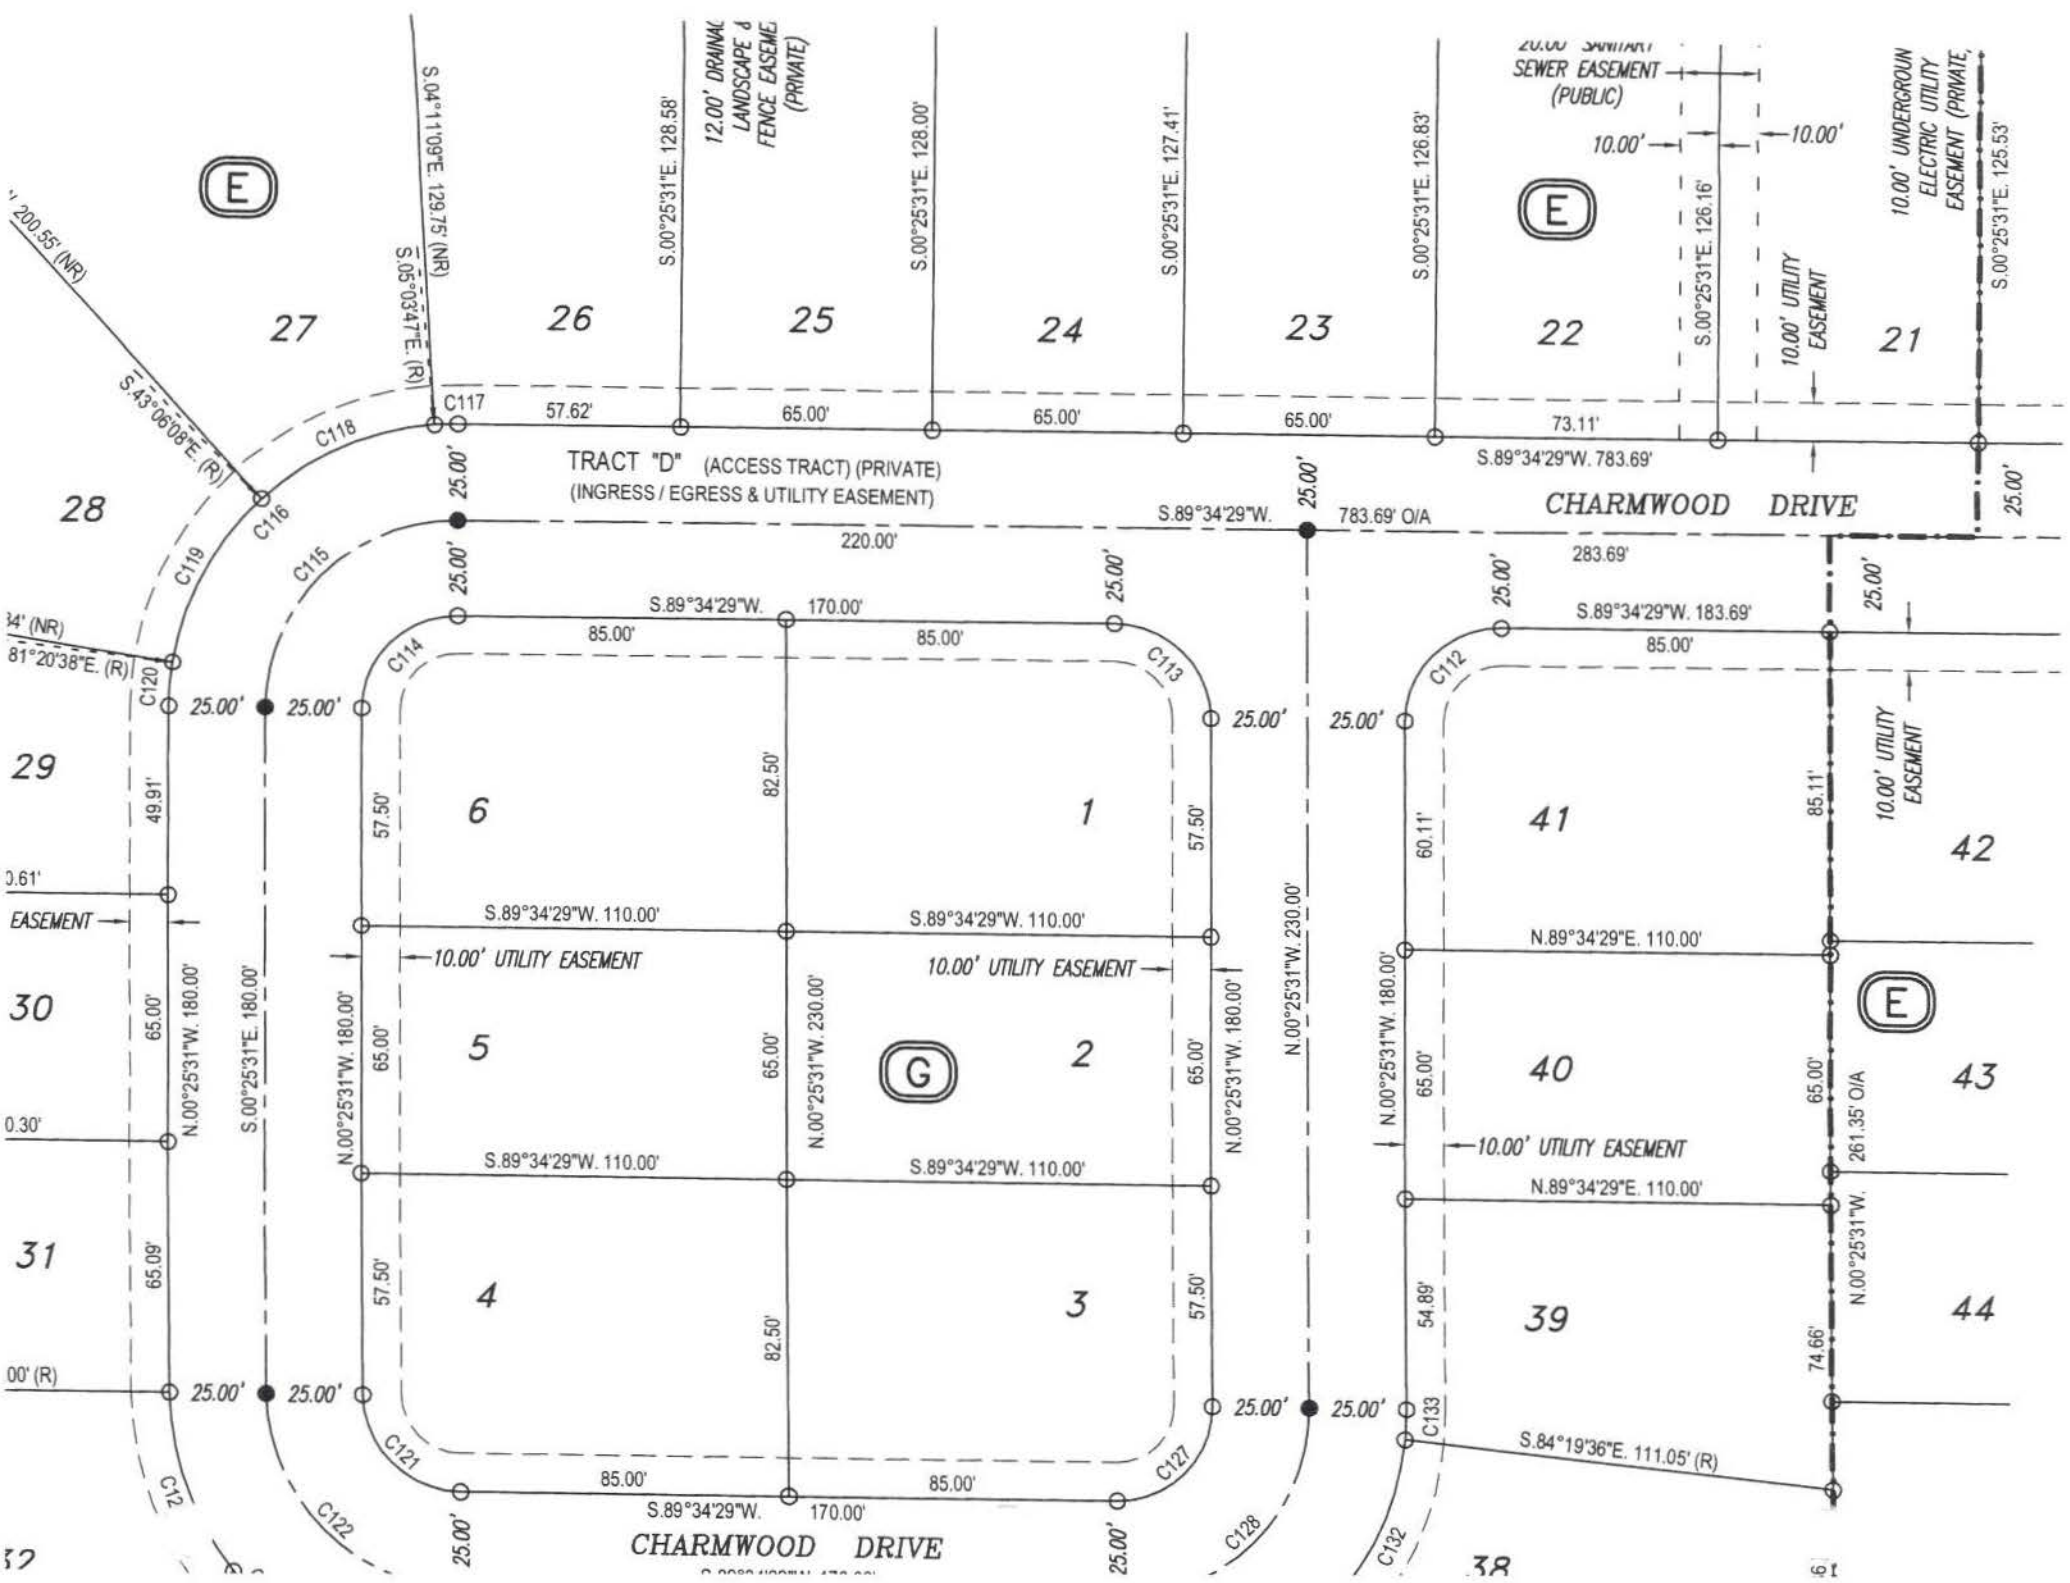 12.00' DRAINAG
LANDSCAPE &
FENCE EASEME
(PRIVATE)
SEWER EASEMENT
(PUBLIC)
10.00'
10.00'
10.00' UNDERGROUN
ELECTRIC UTILITY
EASEMENT (PRIVATE,
S.04°11'09"E. 129.75' (NR)
S.05°03'47"E. (R)
S.00°25'31"E. 128.58'
S.00°25'31"E. 128.00'
S.00°25'31"E. 127.41'
S.00°25'31"E. 126.83'
S.00°25'31"E. 126.16'
S.00°25'31"E. 125.53'
E
E
200.55' (NR)
S.43°06'08"E. (R)
27
26
25
24
23
22
21
10.00' UTILITY
EASEMENT
C118
C117
57.62'
65.00'
65.00'
65.00'
73.11'
S.89°34'29"W. 783.69'
28
C116
C119
C115
25.00'
TRACT "D" (ACCESS TRACT) (PRIVATE)
(INGRESS / EGRESS & UTILITY EASEMENT)
25.00'
CHARMWOOD DRIVE
25.00'
S.89°34'29"W.
783.69' O/A
220.00'
283.69'
25.00'
25.00'
25.00'
25.00'
S.89°34'29"W.
170.00'
85.00'
85.00'
S.89°34'29"W. 183.69'
85.00'
34' (NR)
81°20'38"E. (R)
C120
C114
C113
C112
25.00'
25.00'
25.00'
25.00'
10.00' UTILITY
EASEMENT
29
49.91'
57.50'
6
82.50'
1
57.50'
60.11'
41
85.11'
42
0.61'
EASEMENT
S.89°34'29"W. 110.00'
S.89°34'29"W. 110.00'
N.89°34'29"E. 110.00'
10.00' UTILITY EASEMENT
10.00' UTILITY EASEMENT
30
65.00'
N.00°25'31"W. 180.00'
S.00°25'31"E. 180.00'
N.00°25'31"W. 180.00'
65.00'
5
65.00'
N.00°25'31"W. 230.00'
G
2
65.00'
N.00°25'31"W. 180.00'
N.00°25'31"W. 230.00'
N.00°25'31"W. 180.00'
65.00'
40
65.00'
E
43
0.30'
S.89°34'29"W. 110.00'
S.89°34'29"W. 110.00'
10.00' UTILITY EASEMENT
N.89°34'29"E. 110.00'
N.00°25'31"W. 261.35' O/A
31
65.09'
57.50'
4
82.50'
3
57.50'
54.89'
39
74.66'
44
00' (R)
25.00'
25.00'
25.00'
25.00'
C133
S.84°19'36"E. 111.05' (R)
C12
C122
C121
85.00'
85.00'
C127
C128
C132
S.89°34'29"W.
170.00'
25.00'
CHARMWOOD DRIVE
25.00'
38